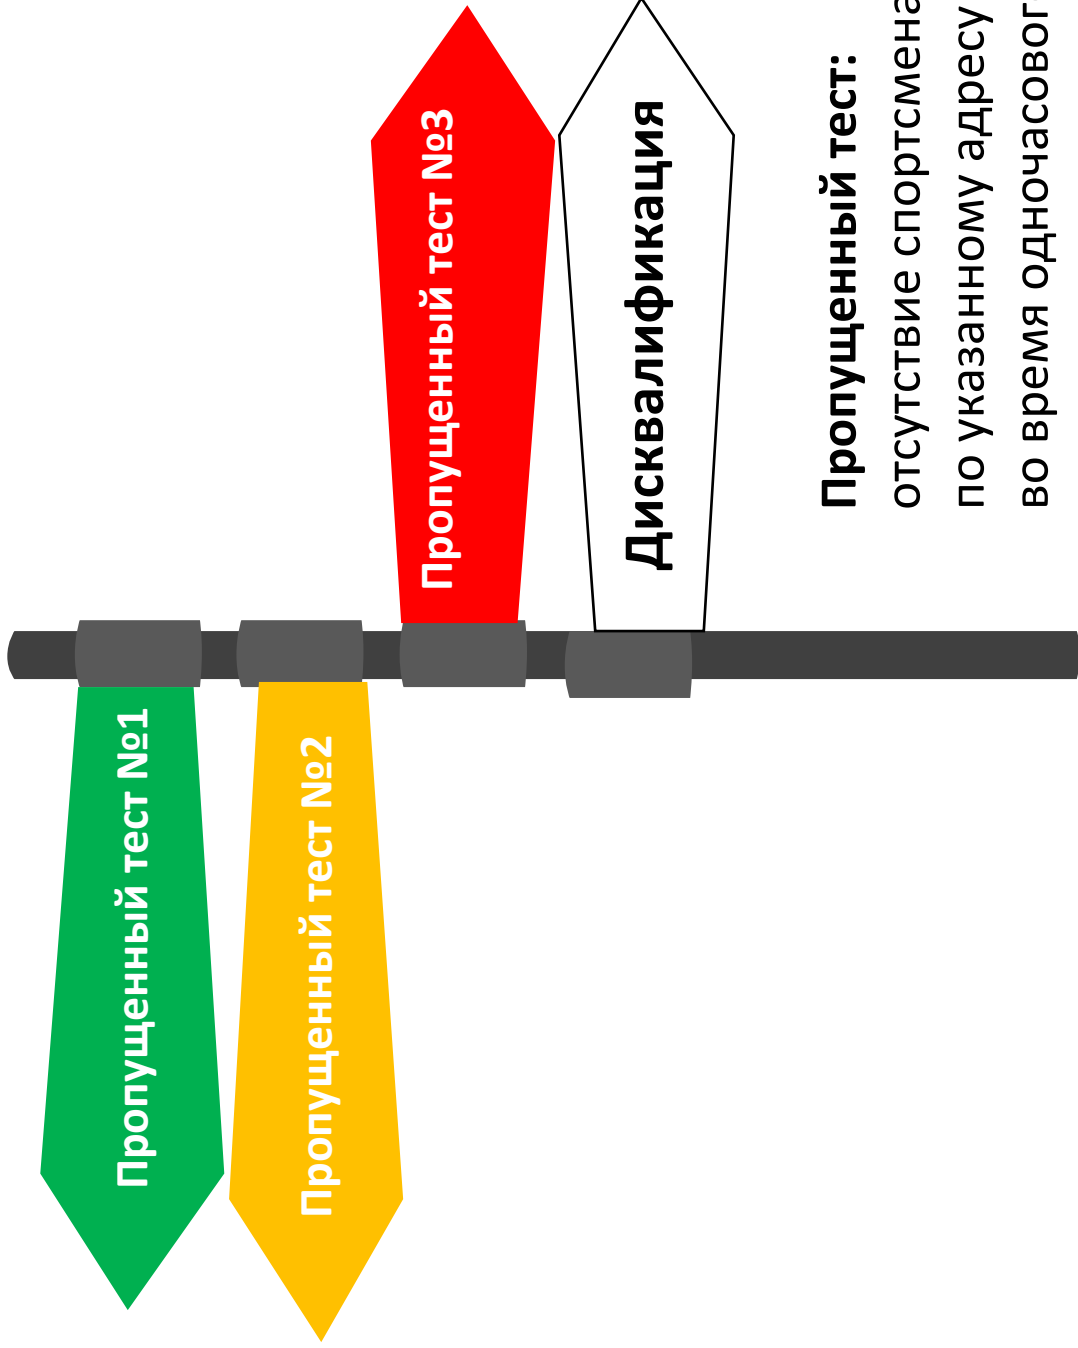 Пропущенный тест №1
Пропущенный тест №2
Пропущенный тест №3
Дисквалификация
Пропущенный тест:
отсутствие спортсмена
по указанному адресу
во время